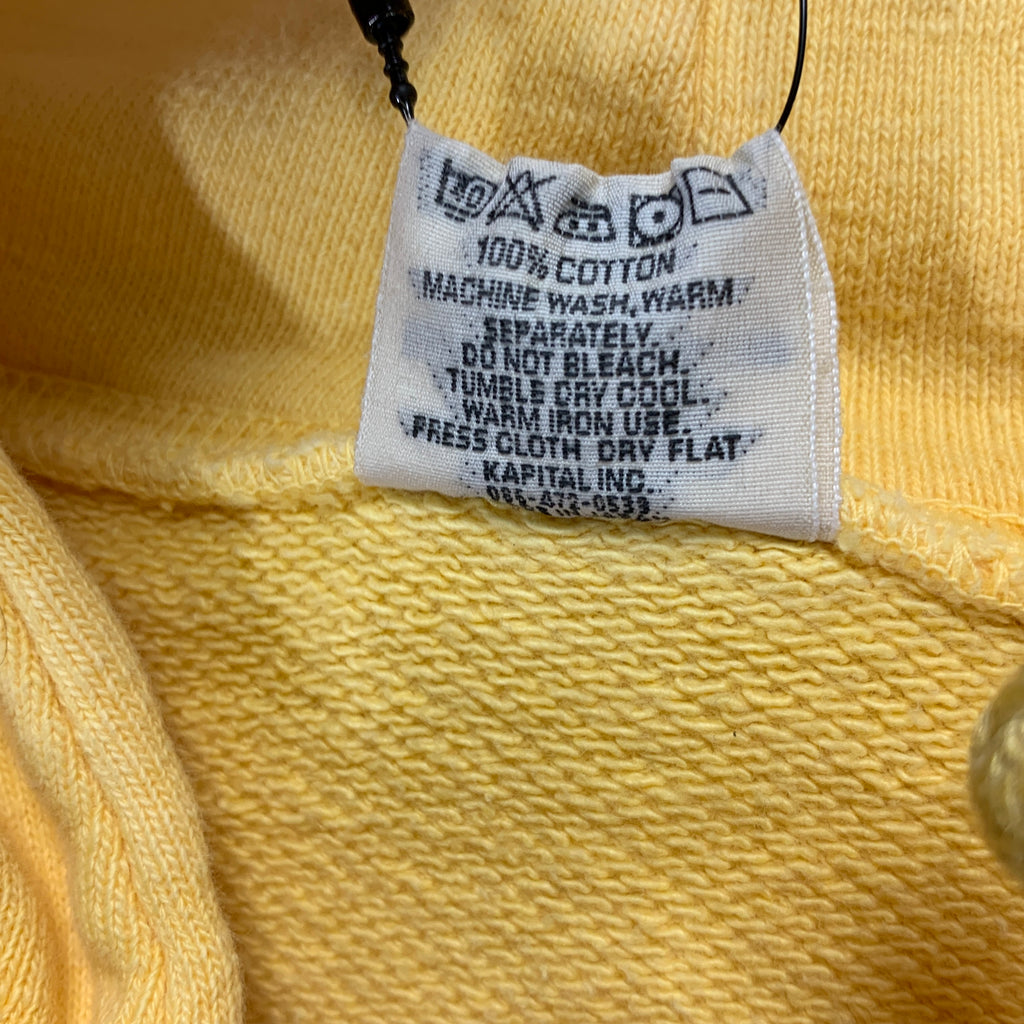 100% COTTON
MACHINE WASH, WARM
SEPARATELY.
DO NOT BLEACH.
TUMBLE DRY COOL.
WARM IRON USE.
PRESS CLOTH DRY FLAT
KAPITAL INC.